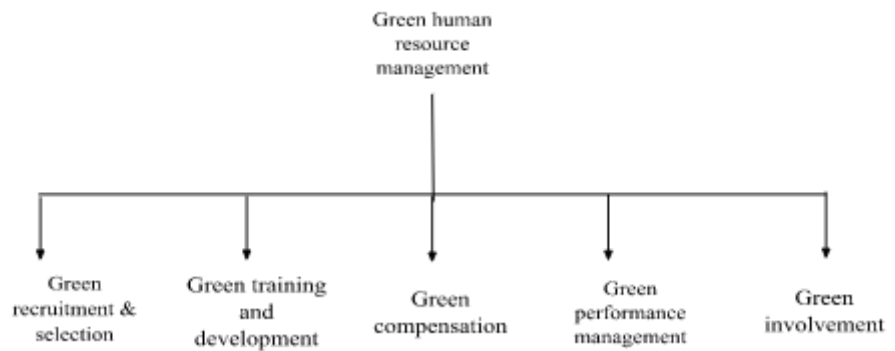 Green human
resource
management
Green
recruitment &
selection
Green training
and
development
Green
compensation
Green
performance
management
Green
involvement